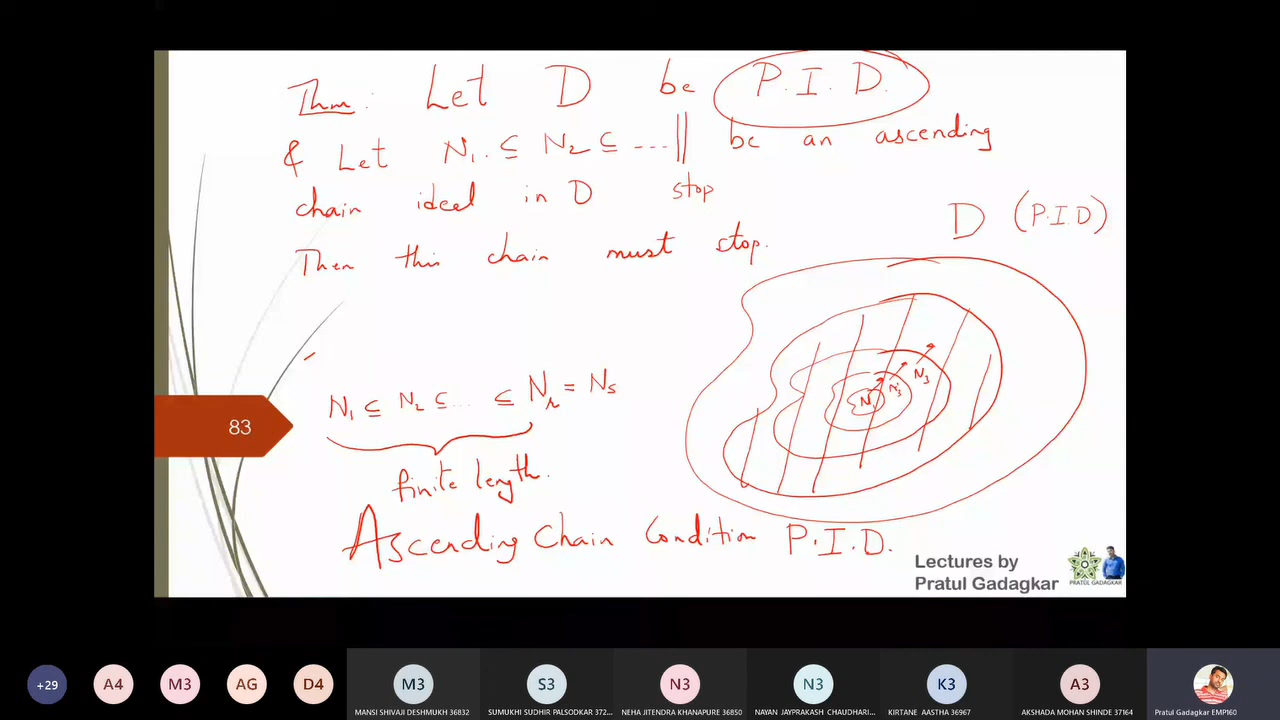 Thm: Let D be P.I.D.
& Let N₁ ⊆ N₂ ⊆ ....|| be an ascending
chain ideal in D stop
Then this chain must stop.
D (P.I.D)
N₁ N₃ N₃
N₁ ⊆ N₂ ⊆ ... ⊆ Nᵣ = Nₛ
finite length.
Ascending Chain Condition P.I.D.
83
Lectures by
Pratul Gadagkar
PRATUL GADAGKAR
+29 A4 M3 AG D4 M3 S3 N3 N3 K3 A3
MANSI SHIVAJI DESHMUKH 36832 SUMUKHI SUDHIR PALSODKAR 372... NEHA JITENDRA KHANAPURE 36850 NAYAN JAYPRAKASH CHAUDHARI... KIRTANE AASTHA 36967 AKSHADA MOHAN SHINDE 37164 Pratul Gadagkar EMP160